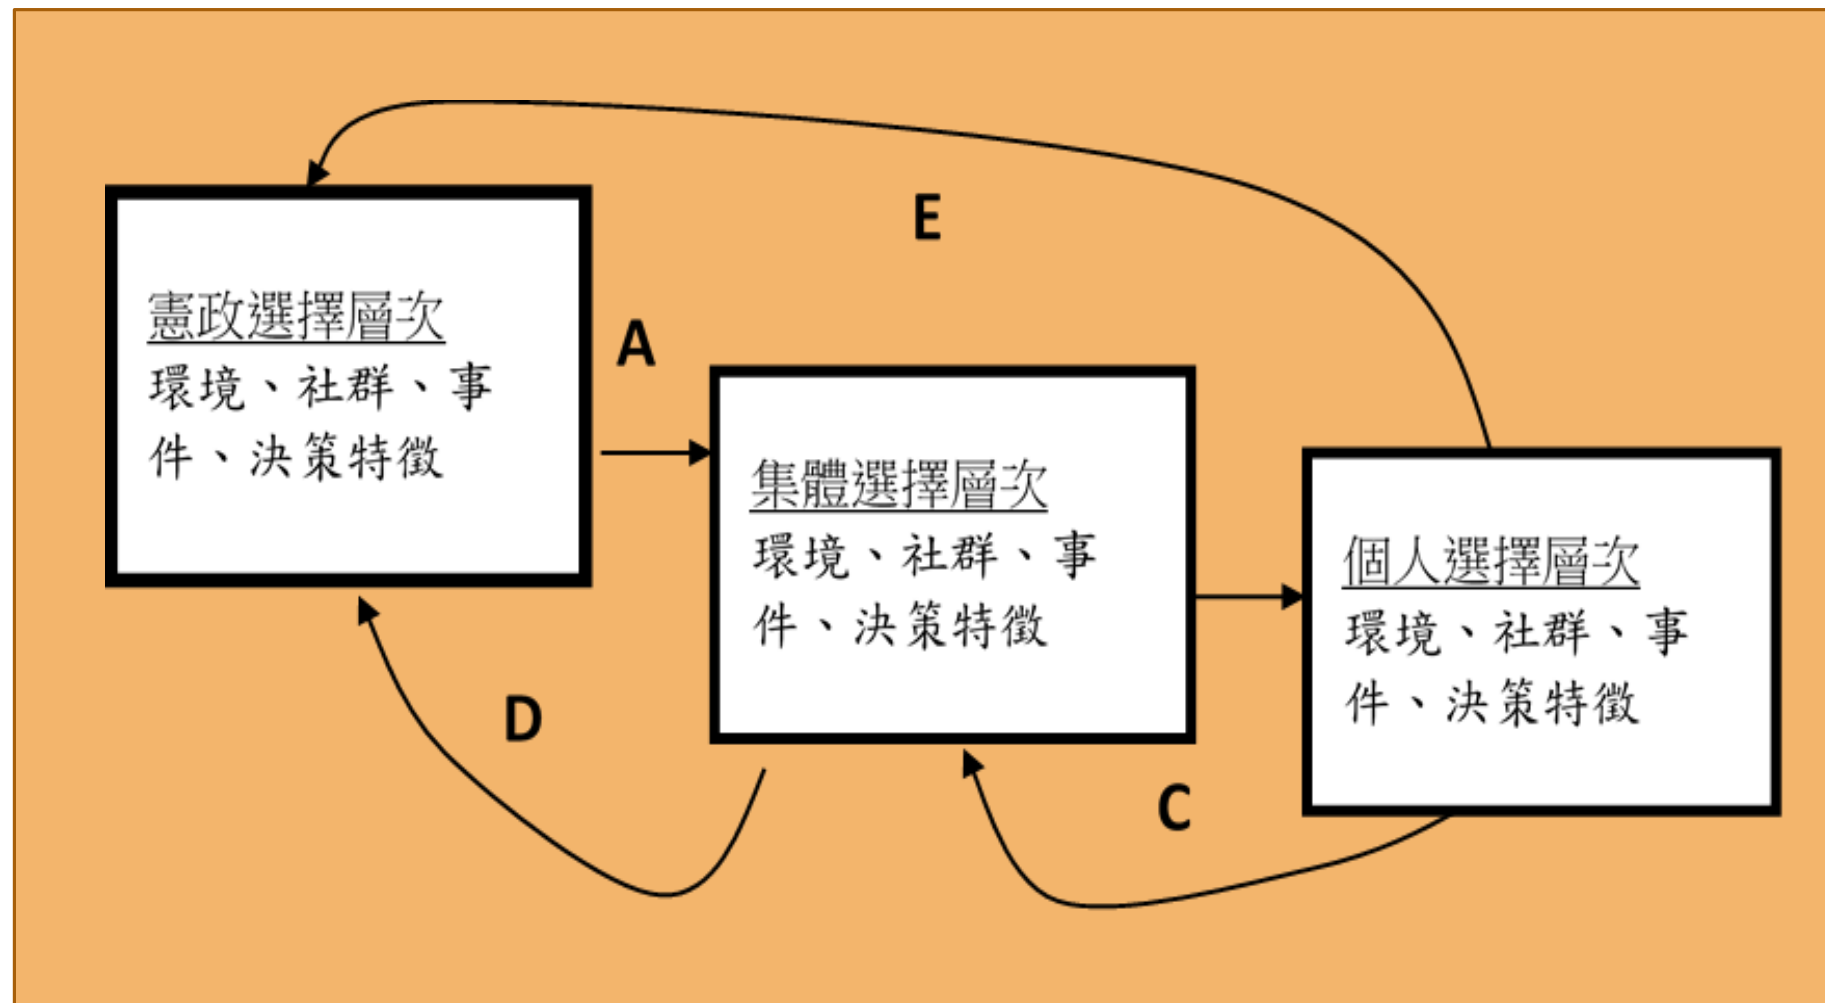 E
憲政選擇層次
環境、社群、事
件、決策特徵
A
集體選擇層次
環境、社群、事
件、決策特徵
個人選擇層次
環境、社群、事
件、決策特徵
D
C